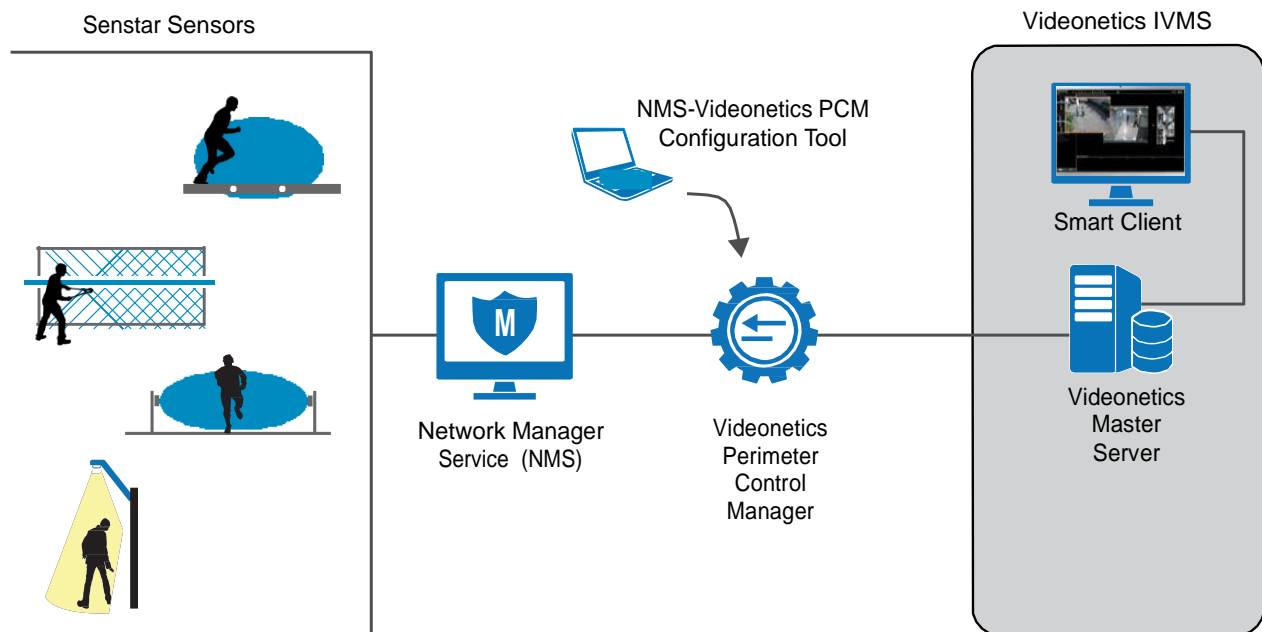 Senstar Sensors
Videonetics IVMS
NMS-Videonetics PCM
Configuration Tool
Smart Client
M
Network Manager
Service (NMS)
Videonetics
Perimeter
Control
Manager
Videonetics
Master
Server